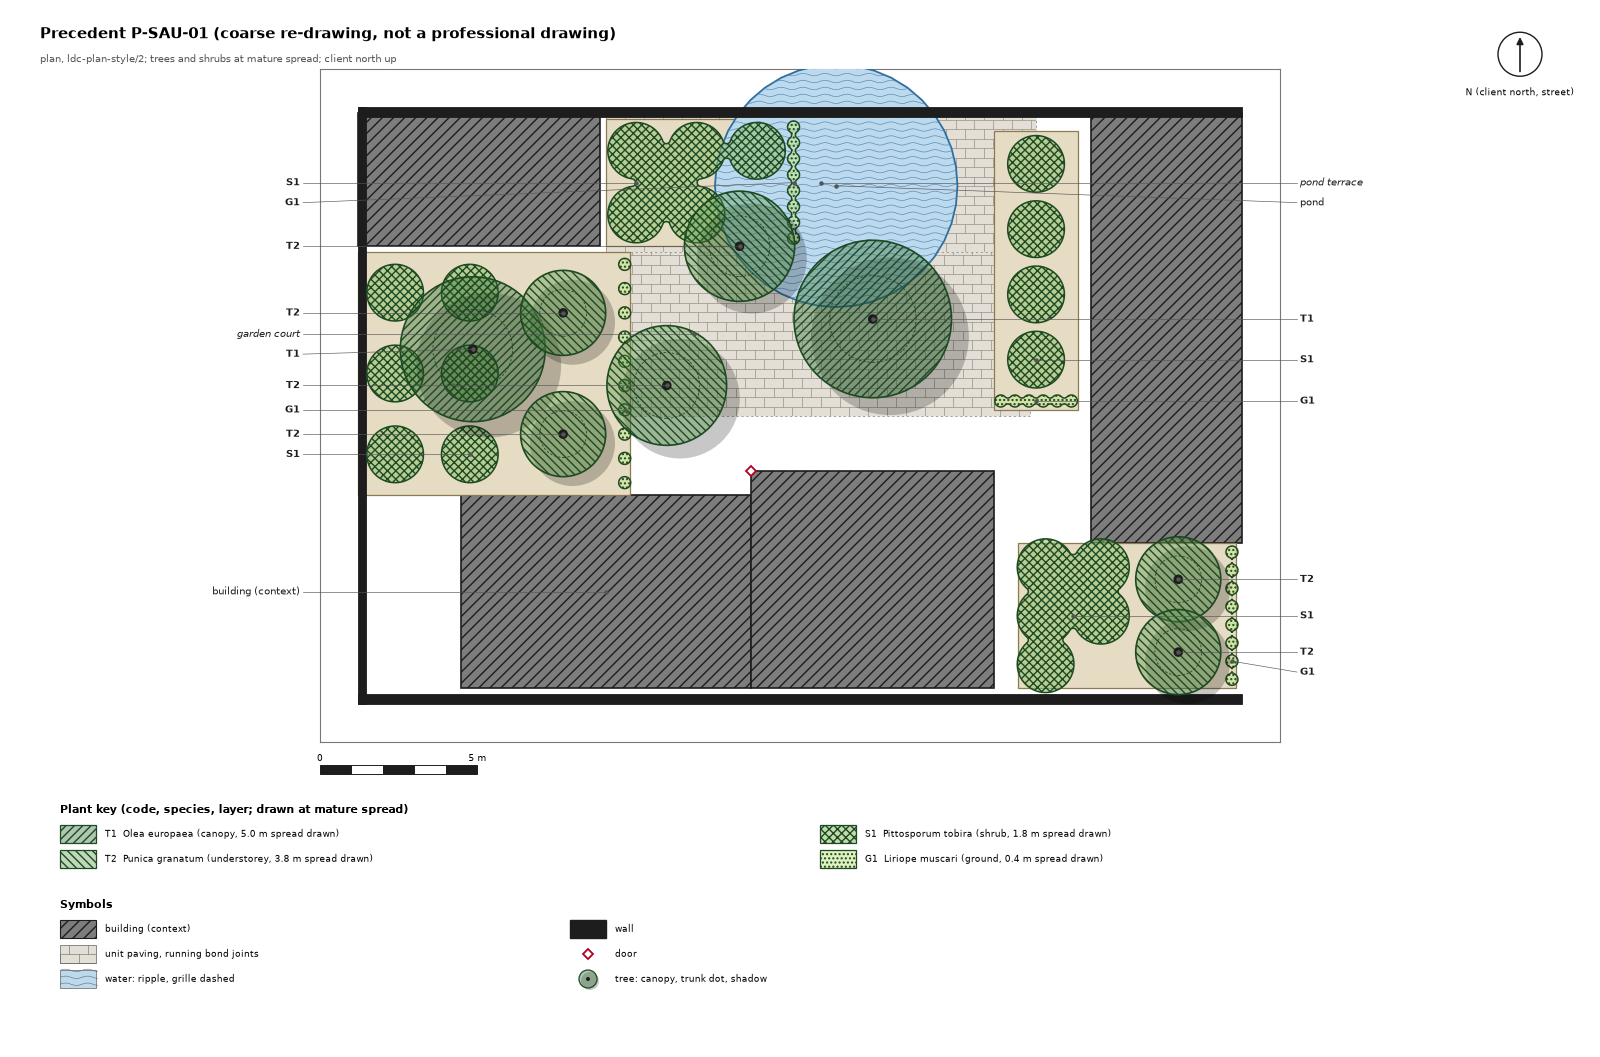 Precedent P-SAU-01 (coarse re-drawing, not a professional drawing)
plan, ldc-plan-style/2; trees and shrubs at mature spread; client north up
N (client north, street)
S1
G1
T2
T2
garden court
T1
T2
G1
T2
S1
building (context)
pond terrace
pond
T1
S1
G1
T2
S1
T2
G1
0 5 m
Plant key (code, species, layer; drawn at mature spread)
T1 Olea europaea (canopy, 5.0 m spread drawn)
T2 Punica granatum (understorey, 3.8 m spread drawn)
S1 Pittosporum tobira (shrub, 1.8 m spread drawn)
G1 Liriope muscari (ground, 0.4 m spread drawn)
Symbols
building (context)
unit paving, running bond joints
water: ripple, grille dashed
wall
door
tree: canopy, trunk dot, shadow